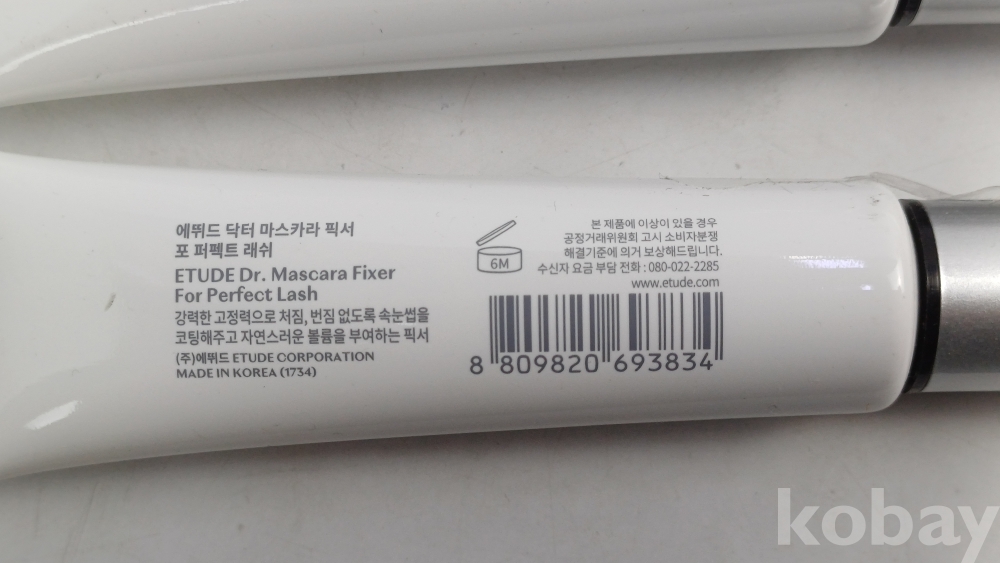 에뛰드 닥터 마스카라 픽서
포 퍼펙트 래쉬
ETUDE Dr. Mascara Fixer
For Perfect Lash
강력한 고정력으로 처짐, 번짐 없도록 속눈썹을
코팅해주고 자연스러운 볼륨을 부여하는 픽서
(주)에뛰드 ETUDE CORPORATION
MADE IN KOREA (1734)
6M
본 제품에 이상이 있을 경우
공정거래위원회 고시 소비자분쟁
해결기준에 의거 보상해드립니다.
수신자 요금 부담 전화 : 080-022-2285
www.etude.com
8 809820 693834
kobay